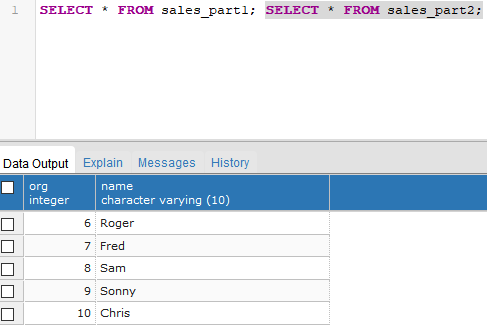 1 SELECT * FROM sales_part1; SELECT * FROM sales_part2;
Data Output Explain Messages History
org name
integer character varying (10)
6 Roger
7 Fred
8 Sam
9 Sonny
10 Chris